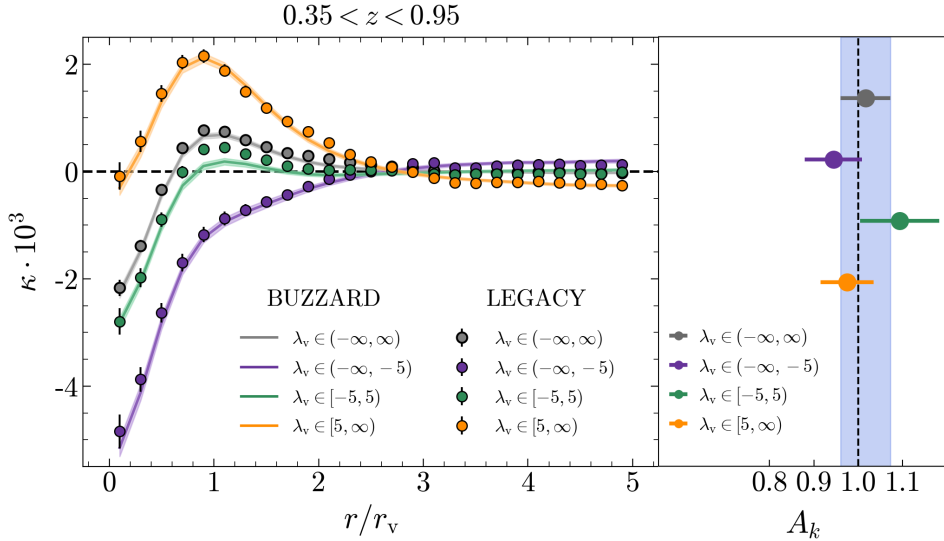 0.35 < z < 0.95
κ · 10³
2
0
-2
-4
BUZZARD
λᵥ ∈ (−∞, ∞)
λᵥ ∈ (−∞, −5)
λᵥ ∈ [−5, 5)
λᵥ ∈ [5, ∞)
LEGACY
λᵥ ∈ (−∞, ∞)
λᵥ ∈ (−∞, −5)
λᵥ ∈ [−5, 5)
λᵥ ∈ [5, ∞)
0 1 2 3 4 5
r/rᵥ
λᵥ ∈ (−∞, ∞)
λᵥ ∈ (−∞, −5)
λᵥ ∈ [−5, 5)
λᵥ ∈ [5, ∞)
0.8 0.9 1.0 1.1
Aₖ